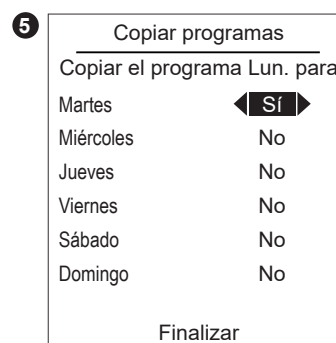 5
Copiar programas
Copiar el programa Lun. para
Martes Sí
Miércoles No
Jueves No
Viernes No
Sábado No
Domingo No
Finalizar